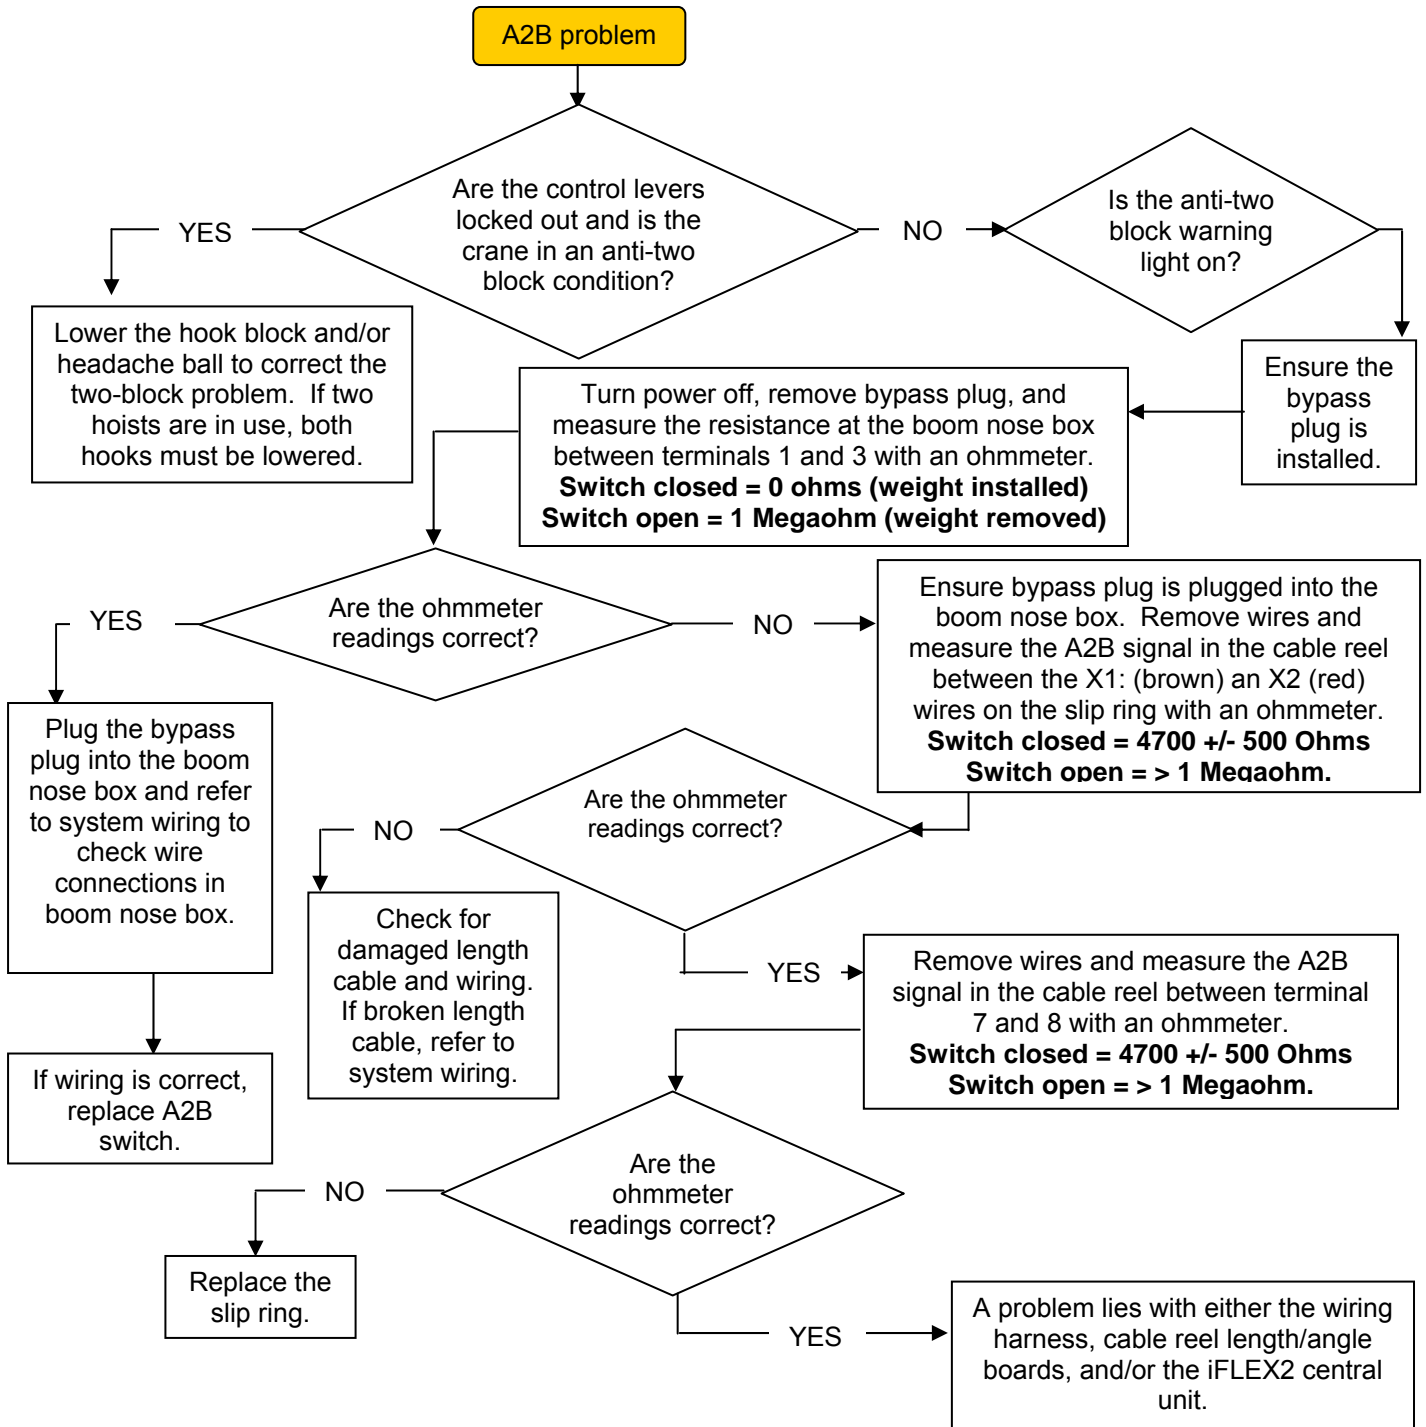 A2B problem
Are the control levers
locked out and is the
crane in an anti-two
block condition?
YES
NO
Is the anti-two
block warning
light on?
Lower the hook block and/or
headache ball to correct the
two-block problem. If two
hoists are in use, both
hooks must be lowered.
Ensure the
bypass
plug is
installed.
Turn power off, remove bypass plug, and
measure the resistance at the boom nose box
between terminals 1 and 3 with an ohmmeter.
Switch closed = 0 ohms (weight installed)
Switch open = 1 Megaohm (weight removed)
Are the ohmmeter
readings correct?
YES
NO
Ensure bypass plug is plugged into the
boom nose box. Remove wires and
measure the A2B signal in the cable reel
between the X1: (brown) an X2 (red)
wires on the slip ring with an ohmmeter.
Switch closed = 4700 +/- 500 Ohms
Switch open = > 1 Megaohm.
Plug the bypass
plug into the boom
nose box and refer
to system wiring to
check wire
connections in
boom nose box.
If wiring is correct,
replace A2B
switch.
Are the ohmmeter
readings correct?
NO
Check for
damaged length
cable and wiring.
If broken length
cable, refer to
system wiring.
YES
Remove wires and measure the A2B
signal in the cable reel between terminal
7 and 8 with an ohmmeter.
Switch closed = 4700 +/- 500 Ohms
Switch open = > 1 Megaohm.
Are the
ohmmeter
readings correct?
NO
Replace the
slip ring.
YES
A problem lies with either the wiring
harness, cable reel length/angle
boards, and/or the iFLEX2 central
unit.